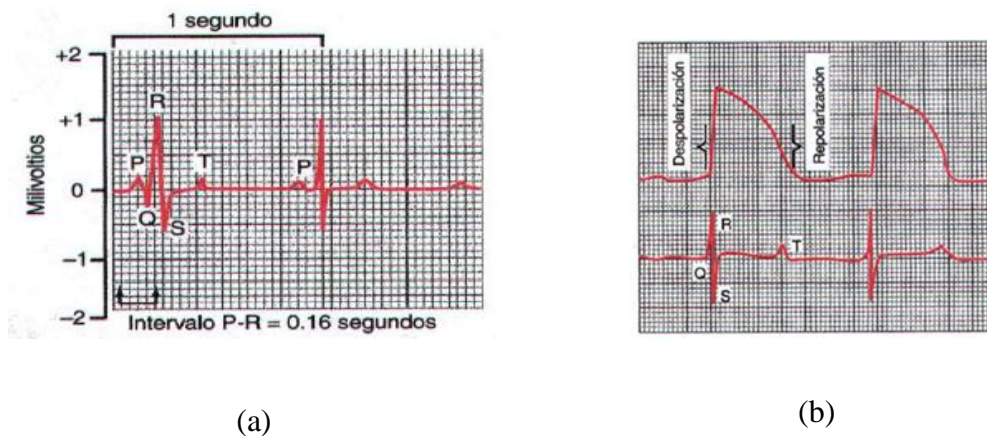 1 segundo
+2
+1
0
−1
−2
Milivoltios
P
R
Q
S
T
P
Intervalo P-R = 0.16 segundos
(a)
Despolarización
Repolarización
R
Q
S
T
(b)